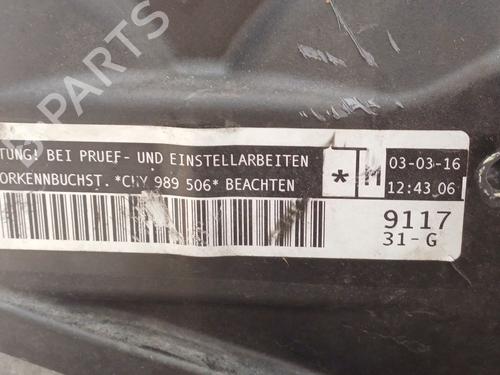 B-PARTS
TUNG! BEI PRUEF- UND EINSTELLARBEITEN
ORKENNBUCHST. *CHY 989 506* BEACHTEN
* M
03-03-16
12:43 06
9117
31-G